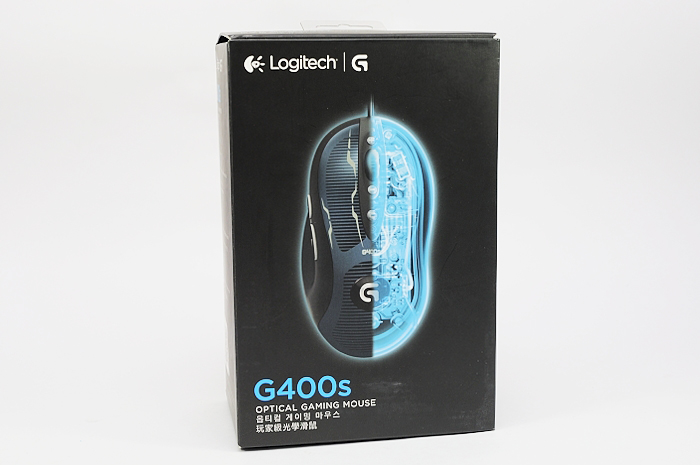 Logitech | G
G400s
G
G400s
OPTICAL GAMING MOUSE
옵티컬 게이밍 마우스
玩家級光學滑鼠